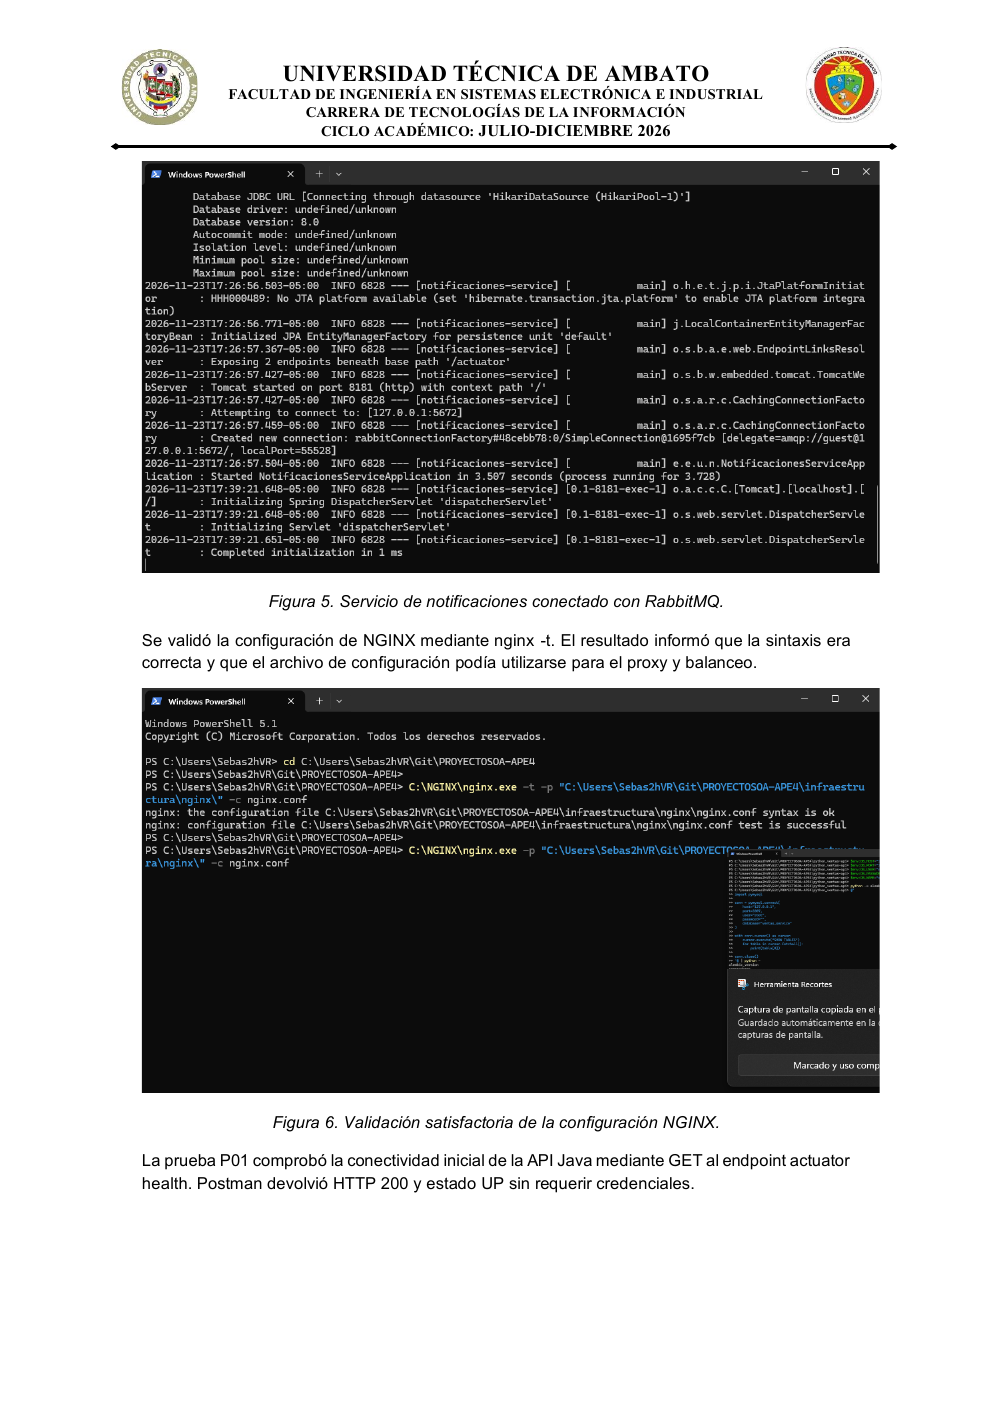 UNIVERSIDAD TÉCNICA DE AMBATO
FACULTAD DE INGENIERÍA EN SISTEMAS ELECTRÓNICA E INDUSTRIAL
CARRERA DE TECNOLOGÍAS DE LA INFORMACIÓN
CICLO ACADÉMICO: JULIO-DICIEMBRE 2026
Windows PowerShell
Database JDBC URL [Connecting through datasource 'HikariDataSource (HikariPool-1)']
Database driver: undefined/unknown
Database version: 8.0
Autocommit mode: undefined/unknown
Isolation level: undefined/unknown
Minimum pool size: undefined/unknown
Maximum pool size: undefined/unknown
2026-11-23T17:26:56.503-05:00  INFO 6828 --- [notificaciones-service] [           main] o.h.e.t.j.p.i.JtaPlatformInitiat
or       : HHH000489: No JTA platform available (set 'hibernate.transaction.jta.platform' to enable JTA platform integra
tion)
2026-11-23T17:26:56.771-05:00  INFO 6828 --- [notificaciones-service] [           main] j.LocalContainerEntityManagerFac
toryBean : Initialized JPA EntityManagerFactory for persistence unit 'default'
2026-11-23T17:26:57.367-05:00  INFO 6828 --- [notificaciones-service] [           main] o.s.b.a.e.web.EndpointLinksResol
ver      : Exposing 2 endpoints beneath base path '/actuator'
2026-11-23T17:26:57.427-05:00  INFO 6828 --- [notificaciones-service] [           main] o.s.b.w.embedded.tomcat.TomcatWe
bServer  : Tomcat started on port 8181 (http) with context path '/'
2026-11-23T17:26:57.427-05:00  INFO 6828 --- [notificaciones-service] [           main] o.s.a.r.c.CachingConnectionFacto
ry       : Attempting to connect to: [127.0.0.1:5672]
2026-11-23T17:26:57.459-05:00  INFO 6828 --- [notificaciones-service] [           main] o.s.a.r.c.CachingConnectionFacto
ry       : Created new connection: rabbitConnectionFactory#48cebb78:0/SimpleConnection@1695f7cb [delegate=amqp://guest@1
27.0.0.1:5672/, localPort=55528]
2026-11-23T17:26:57.504-05:00  INFO 6828 --- [notificaciones-service] [           main] e.e.u.n.NotificacionesServiceApp
lication : Started NotificacionesServiceApplication in 3.507 seconds (process running for 3.728)
2026-11-23T17:39:21.648-05:00  INFO 6828 --- [notificaciones-service] [0.1-8181-exec-1] o.a.c.c.C.[Tomcat].[localhost].[
/]       : Initializing Spring DispatcherServlet 'dispatcherServlet'
2026-11-23T17:39:21.648-05:00  INFO 6828 --- [notificaciones-service] [0.1-8181-exec-1] o.s.web.servlet.DispatcherServle
t        : Initializing Servlet 'dispatcherServlet'
2026-11-23T17:39:21.651-05:00  INFO 6828 --- [notificaciones-service] [0.1-8181-exec-1] o.s.web.servlet.DispatcherServle
t        : Completed initialization in 1 ms
Figura 5. Servicio de notificaciones conectado con RabbitMQ.
Se validó la configuración de NGINX mediante nginx -t. El resultado informó que la sintaxis era
correcta y que el archivo de configuración podía utilizarse para el proxy y balanceo.
Windows PowerShell
Windows PowerShell 5.1
Copyright (C) Microsoft Corporation. Todos los derechos reservados.
PS C:\Users\Sebas2hVR> cd C:\Users\Sebas2hVR\Git\PROYECTOSOA-APE4
PS C:\Users\Sebas2hVR\Git\PROYECTOSOA-APE4>
PS C:\Users\Sebas2hVR\Git\PROYECTOSOA-APE4> C:\NGINX\nginx.exe -t -p "C:\Users\Sebas2hVR\Git\PROYECTOSOA-APE4\infraestru
ctura\nginx\" -c nginx.conf
nginx: the configuration file C:\Users\Sebas2hVR\Git\PROYECTOSOA-APE4\infraestructura\nginx\nginx.conf syntax is ok
nginx: configuration file C:\Users\Sebas2hVR\Git\PROYECTOSOA-APE4\infraestructura\nginx\nginx.conf test is successful
PS C:\Users\Sebas2hVR\Git\PROYECTOSOA-APE4>
PS C:\Users\Sebas2hVR\Git\PROYECTOSOA-APE4> C:\NGINX\nginx.exe -p "C:\Users\Sebas2hVR\Git\PROYECTOSOA-APE4\infraestructu
ra\nginx\" -c nginx.conf
Herramienta Recortes
Captura de pantalla copiada en el p
Guardado automáticamente en la c
capturas de pantalla.
Marcado y uso comp
Figura 6. Validación satisfactoria de la configuración NGINX.
La prueba P01 comprobó la conectividad inicial de la API Java mediante GET al endpoint actuator
health. Postman devolvió HTTP 200 y estado UP sin requerir credenciales.